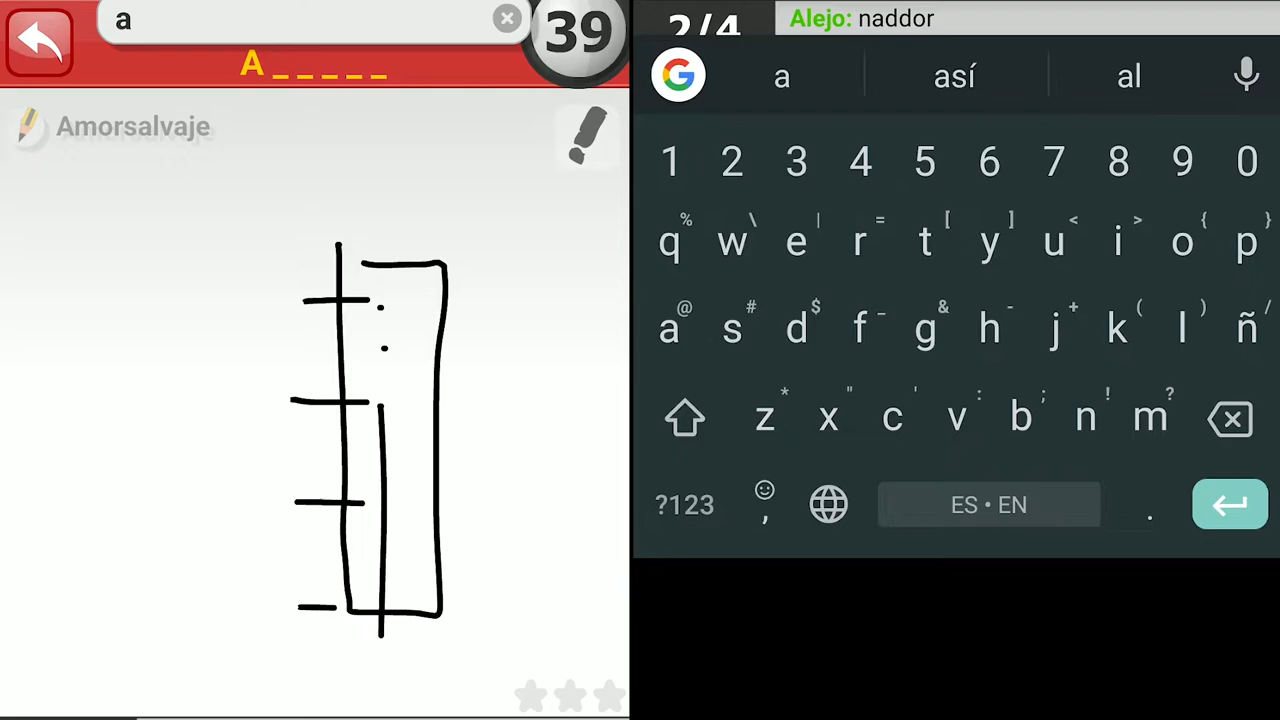 a
39
A _ _ _ _ _
Amorsalvaje
2/4
Alejo: naddor
a así al
1 2 3 4 5 6 7 8 9 0
% \ | = [ ] < > { }
q w e r t y u i o p
@ # $ - & - + ( ) /
a s d f g h j k l ñ
* " ' : ; ! ?
z x c v b n m
?123 , ES • EN .